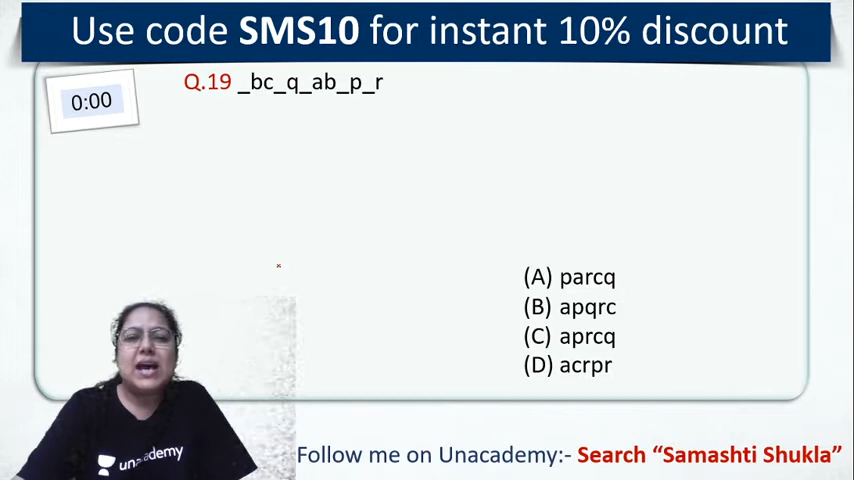 Use code SMS10 for instant 10% discount
0:00
Q.19 _bc_q_ab_p_r
(A) parcq
(B) apqrc
(C) aprcq
(D) acrpr
unacademy
Follow me on Unacademy:- Search “Samashti Shukla”